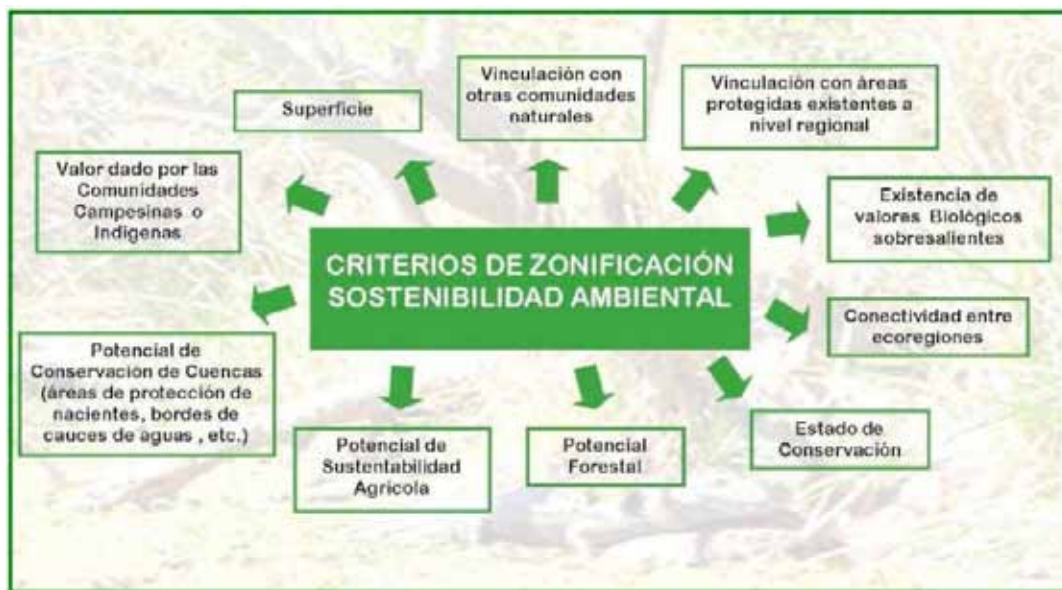 CRITERIOS DE ZONIFICACIÓN
SOSTENIBILIDAD AMBIENTAL
Superficie
Vinculación con
otras comunidades
naturales
Vinculación con áreas
protegidas existentes a
nivel regional
Valor dado por las
Comunidades
Campesinas o
Indígenas
Existencia de
valores Biológicos
sobresalientes
Conectividad entre
ecoregiones
Potencial de
Conservación de Cuencas
(áreas de protección de
nacientes, bordes de
cauces de aguas , etc.)
Potencial de
Sustentabilidad
Agrícola
Potencial
Forestal
Estado de
Conservación